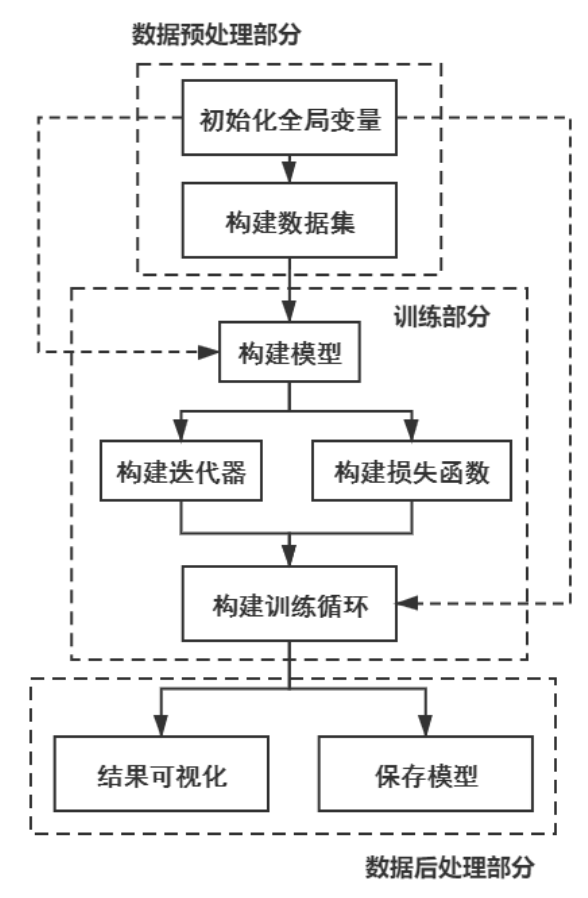 数据预处理部分
初始化全局变量
构建数据集
训练部分
构建模型
构建迭代器
构建损失函数
构建训练循环
结果可视化
保存模型
数据后处理部分